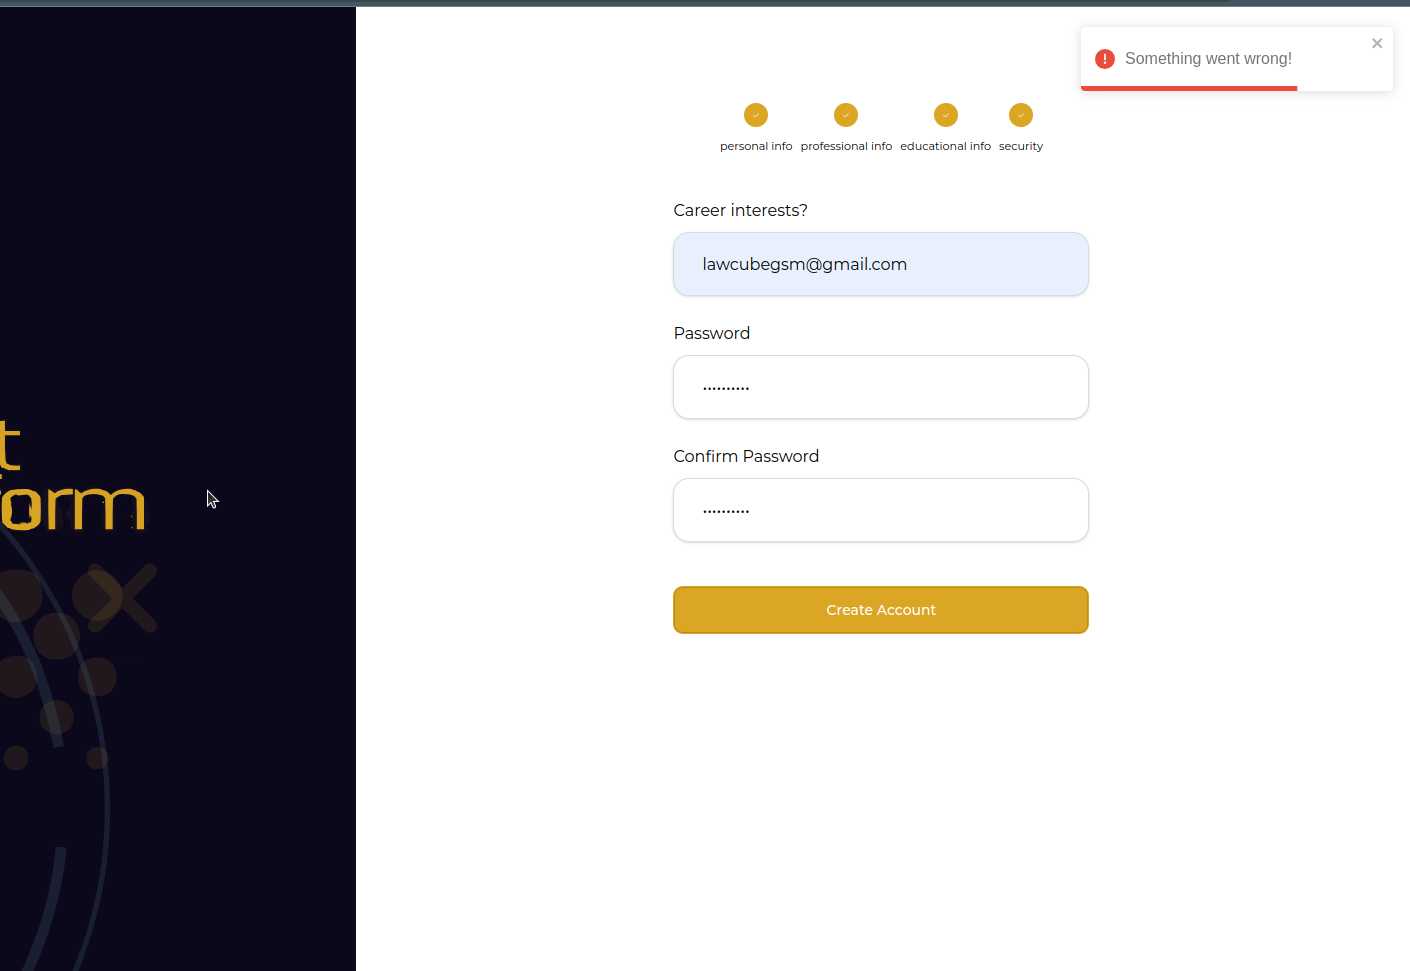 Something went wrong!
personal info professional info educational info security
Career interests?
lawcubegsm@gmail.com
Password
••••••••••
Confirm Password
••••••••••
Create Account
t
orm